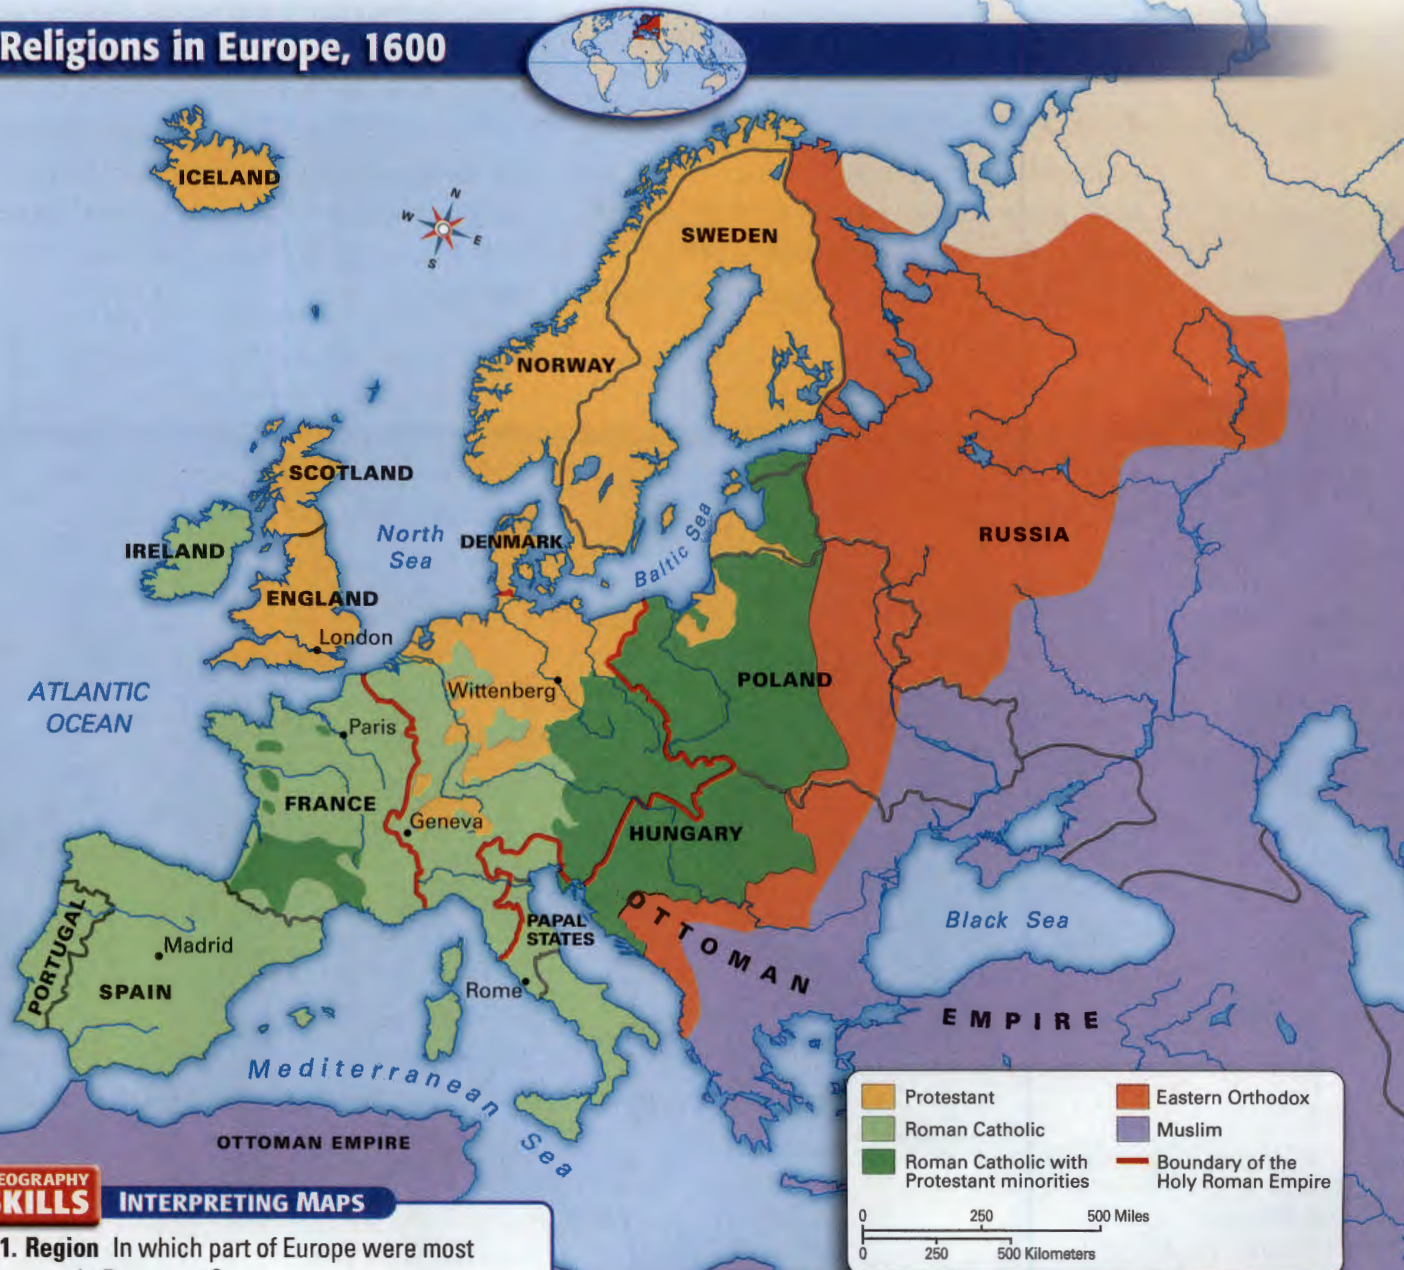 Religions in Europe, 1600
ICELAND
N
W
E
S
SWEDEN
NORWAY
SCOTLAND
North
Sea
DENMARK
Baltic Sea
RUSSIA
IRELAND
ENGLAND
London
ATLANTIC
OCEAN
Wittenberg
POLAND
Paris
FRANCE
Geneva
HUNGARY
PORTUGAL
Madrid
SPAIN
PAPAL
STATES
Rome
OTTOMAN
EMPIRE
Black Sea
Mediterranean
Sea
OTTOMAN EMPIRE
Protestant
Roman Catholic
Roman Catholic with
Protestant minorities
Eastern Orthodox
Muslim
Boundary of the
Holy Roman Empire
0 250 500 Miles
0 250 500 Kilometers
EOGRAPHY
SKILLS
INTERPRETING MAPS
1. Region In which part of Europe were most